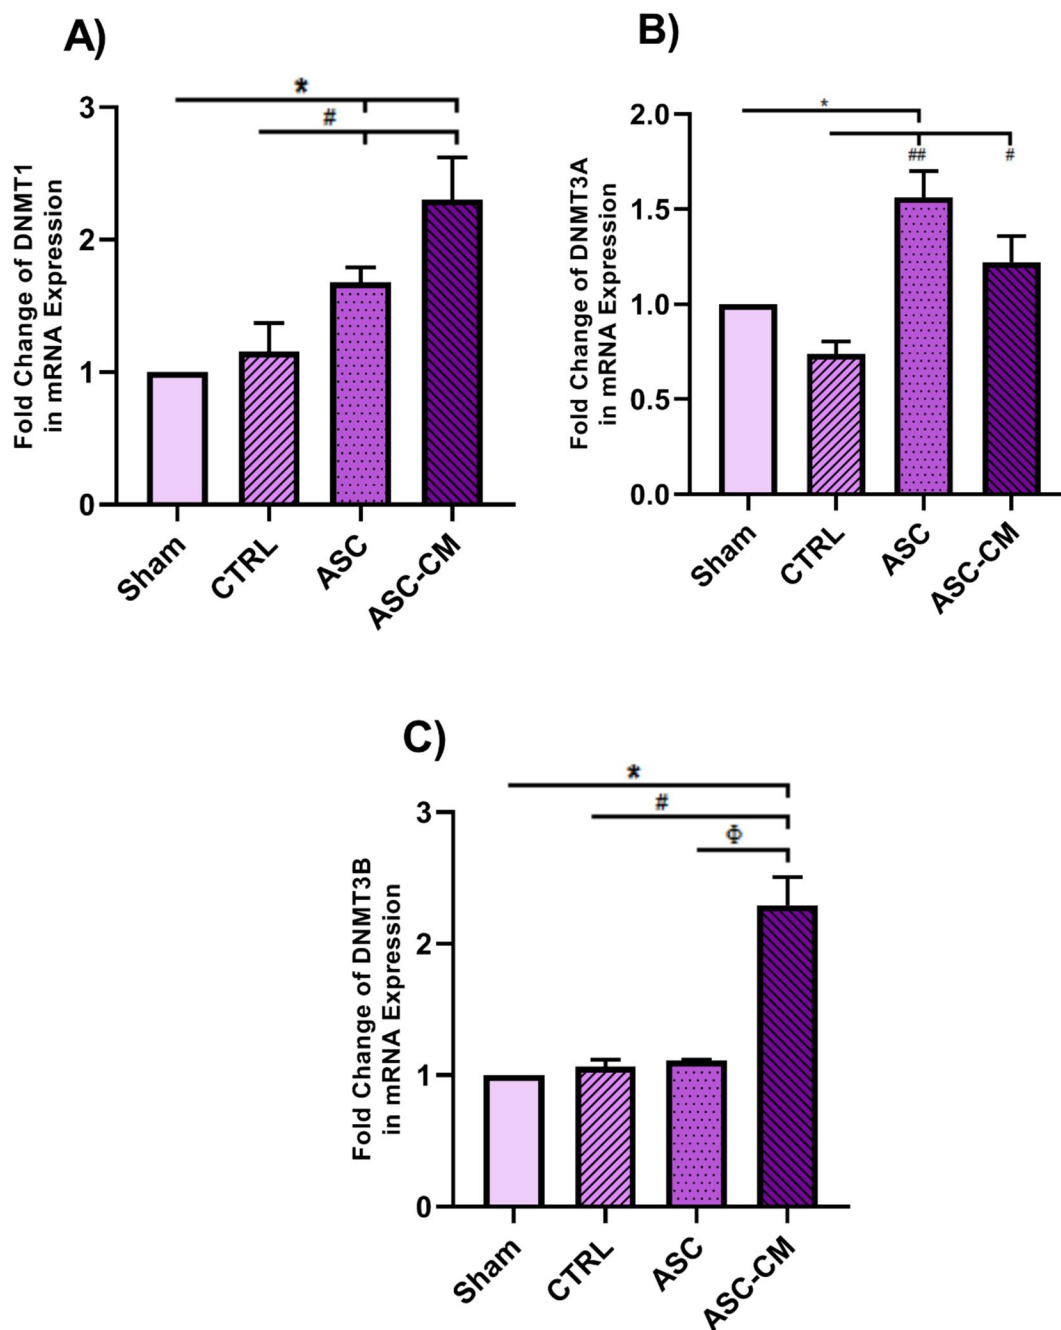 A)
*
#
3
2
1
0
Fold Change of DNMT1
in mRNA Expression
Sham
CTRL
ASC
ASC-CM
B)
*
##
#
2.0
1.5
1.0
0.5
0.0
Fold Change of DNMT3A
in mRNA Expression
Sham
CTRL
ASC
ASC-CM
C)
*
#
Φ
3
2
1
0
Fold Change of DNMT3B
in mRNA Expression
Sham
CTRL
ASC
ASC-CM